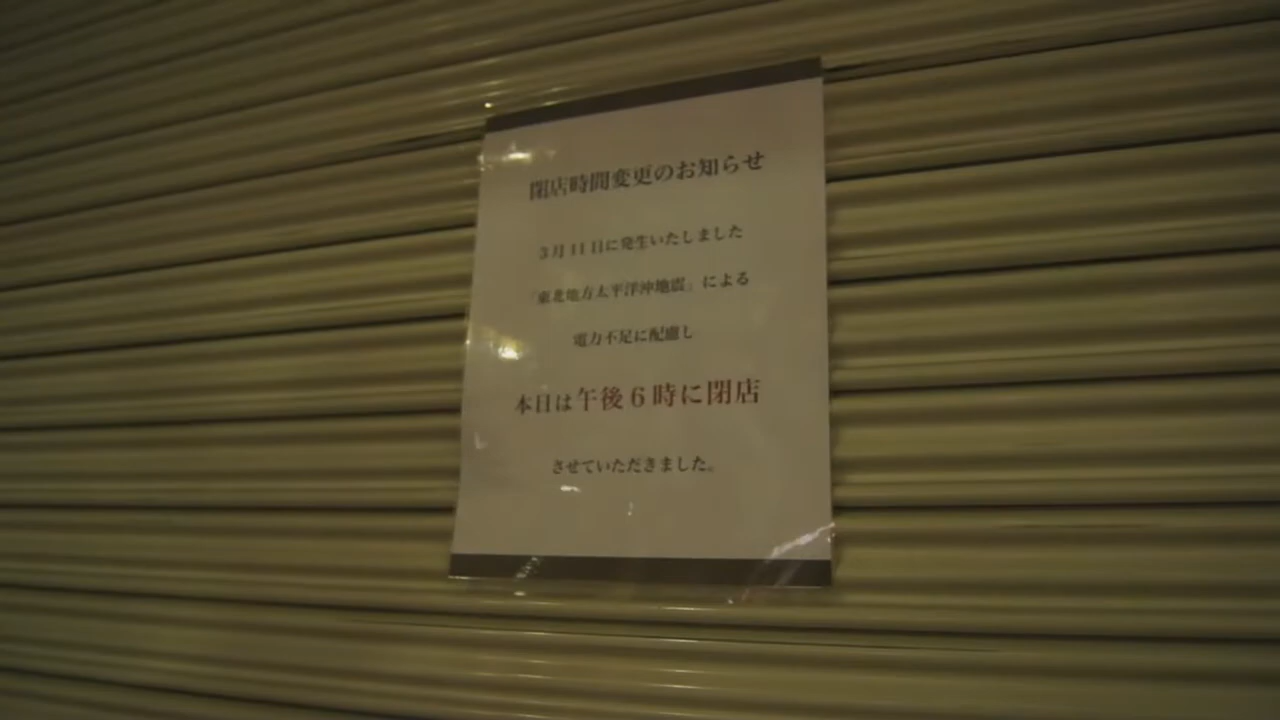 閉店時間変更のお知らせ
3月11日に発生いたしました
「東北地方太平洋沖地震」による
電力不足に配慮し
本日は午後6時に閉店
させていただきました。